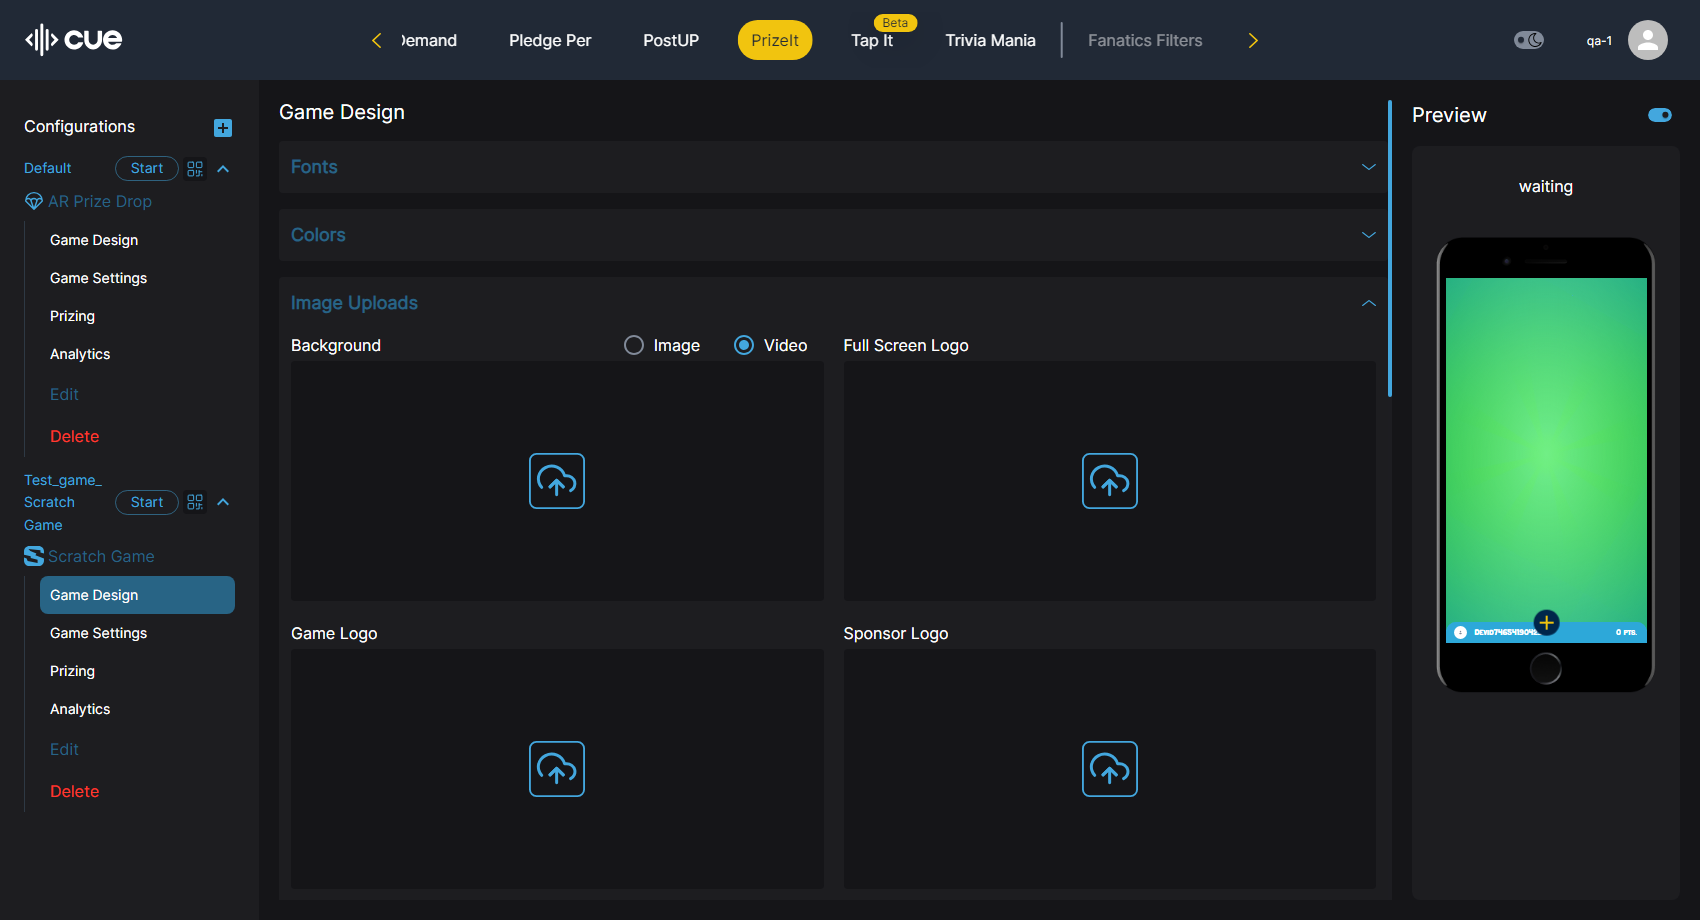 cue
Demand
Pledge Per
PostUP
PrizeIt
Beta
Tap It
Trivia Mania
Fanatics Filters
qa-1
Configurations
Default
Start
AR Prize Drop
Game Design
Game Settings
Prizing
Analytics
Edit
Delete
Test_game_
Scratch
Game
Start
Scratch Game
Game Design
Game Settings
Prizing
Analytics
Edit
Delete
Game Design
Fonts
Colors
Image Uploads
Background
Image
Video
Full Screen Logo
Game Logo
Sponsor Logo
Preview
waiting
0 PTS.